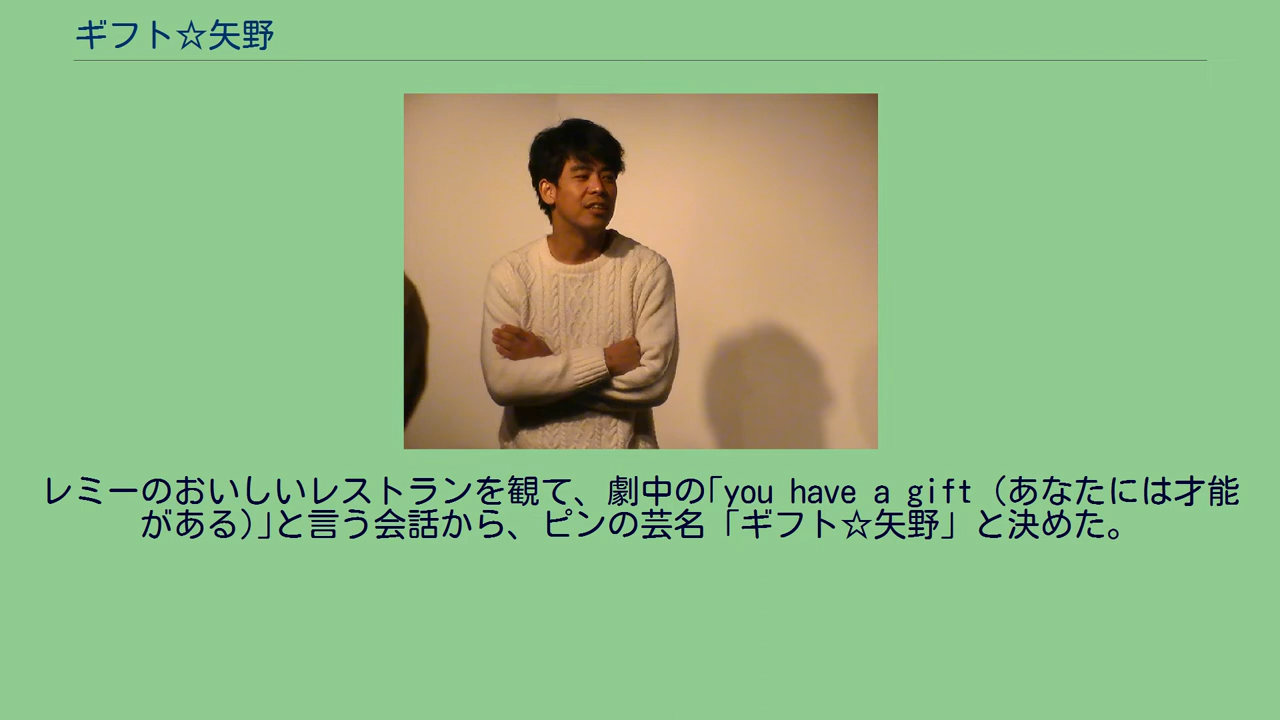 ギフト☆矢野
レミーのおいしいレストランを観て、劇中の｢you have a gift (あなたには才能
がある)｣と言う会話から、ピンの芸名「ギフト☆矢野」と決めた。